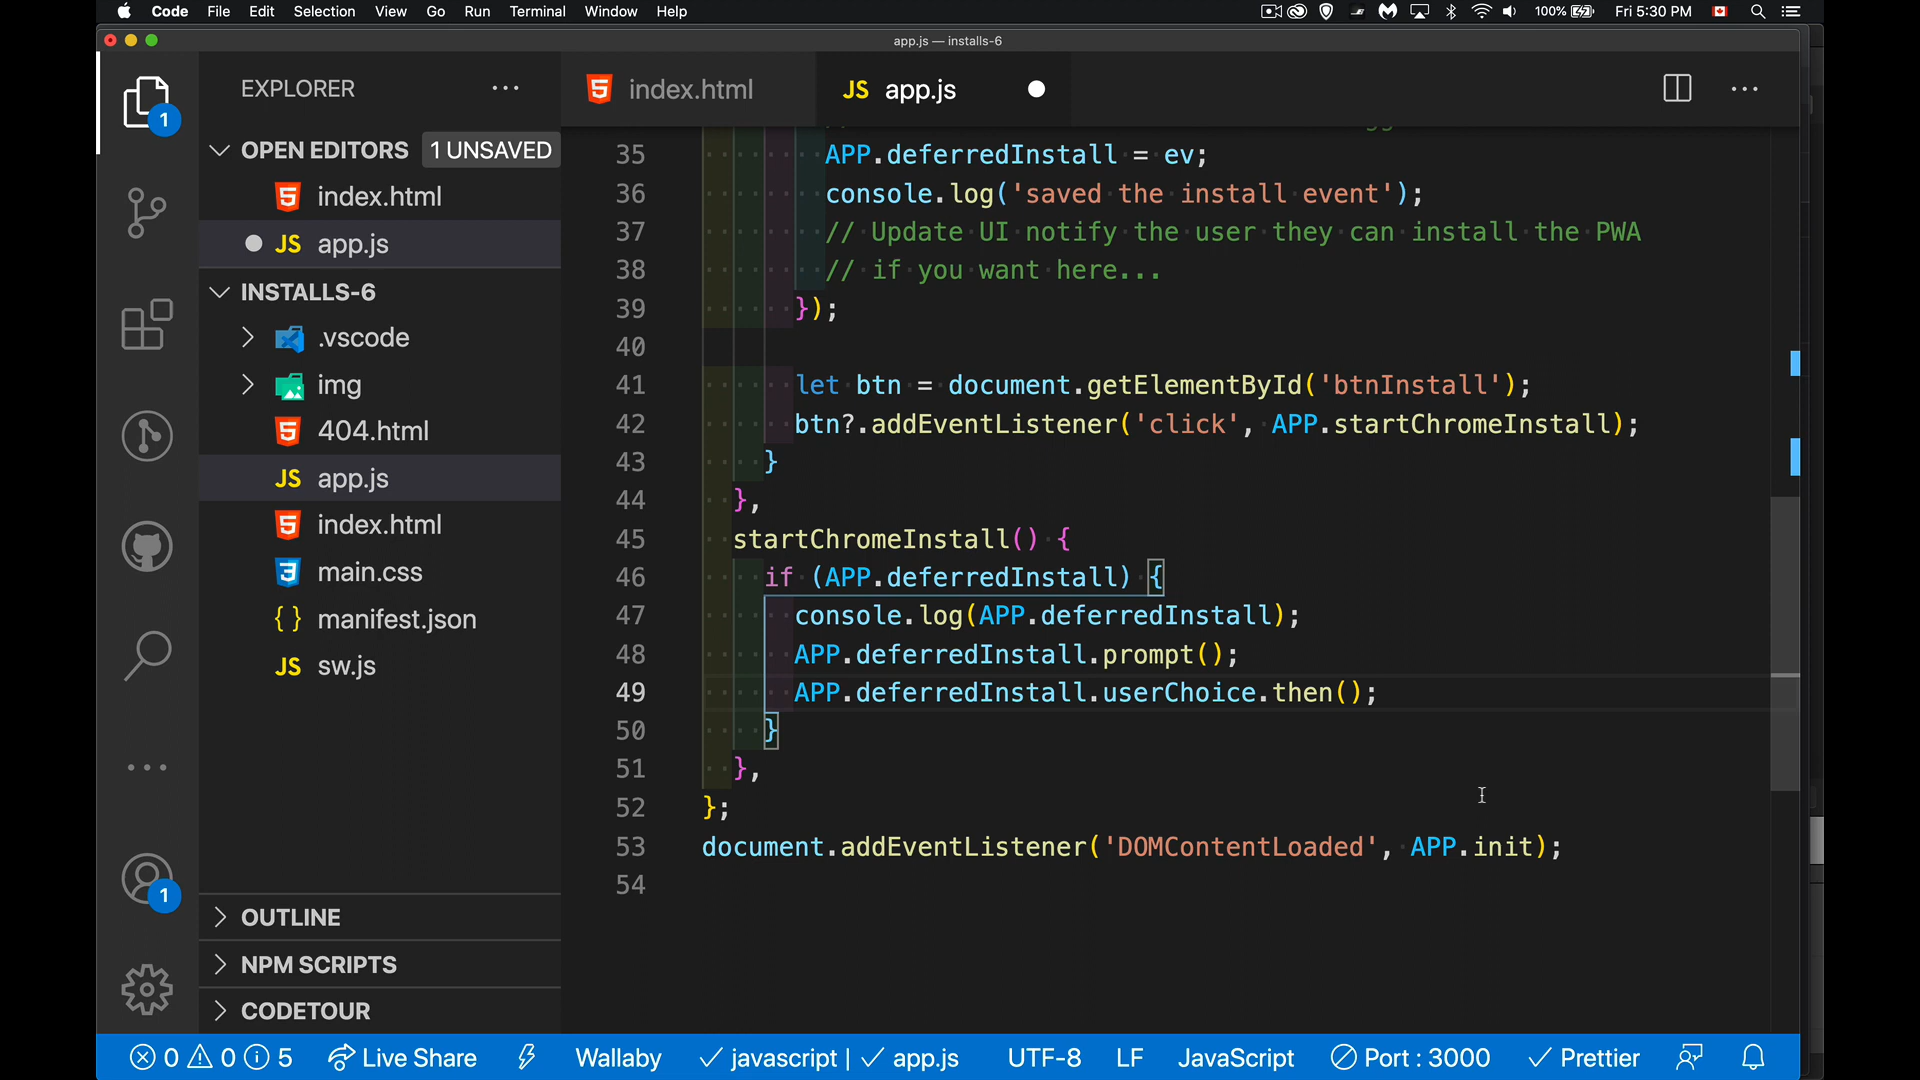 Code File Edit Selection View Go Run Terminal Window Help 100% Fri 5:30 PM
app.js — installs-6
EXPLORER ···
index.html
JS app.js
1
OPEN EDITORS 1 UNSAVED
index.html
JS app.js
INSTALLS-6
.vscode
img
404.html
JS app.js
index.html
main.css
{ } manifest.json
JS sw.js
1
OUTLINE
NPM SCRIPTS
CODETOUR
35 APP.deferredInstall = ev;
36 console.log('saved the install event');
37 // Update UI notify the user they can install the PWA
38 // if you want here...
39 });
40
41 let btn = document.getElementById('btnInstall');
42 btn?.addEventListener('click', APP.startChromeInstall);
43 }
44 },
45 startChromeInstall() {
46 if (APP.deferredInstall) {
47 console.log(APP.deferredInstall);
48 APP.deferredInstall.prompt();
49 APP.deferredInstall.userChoice.then();
50 }
51 },
52 };
53 document.addEventListener('DOMContentLoaded', APP.init);
54
0 0 5 Live Share Wallaby javascript | app.js UTF-8 LF JavaScript Port : 3000 Prettier